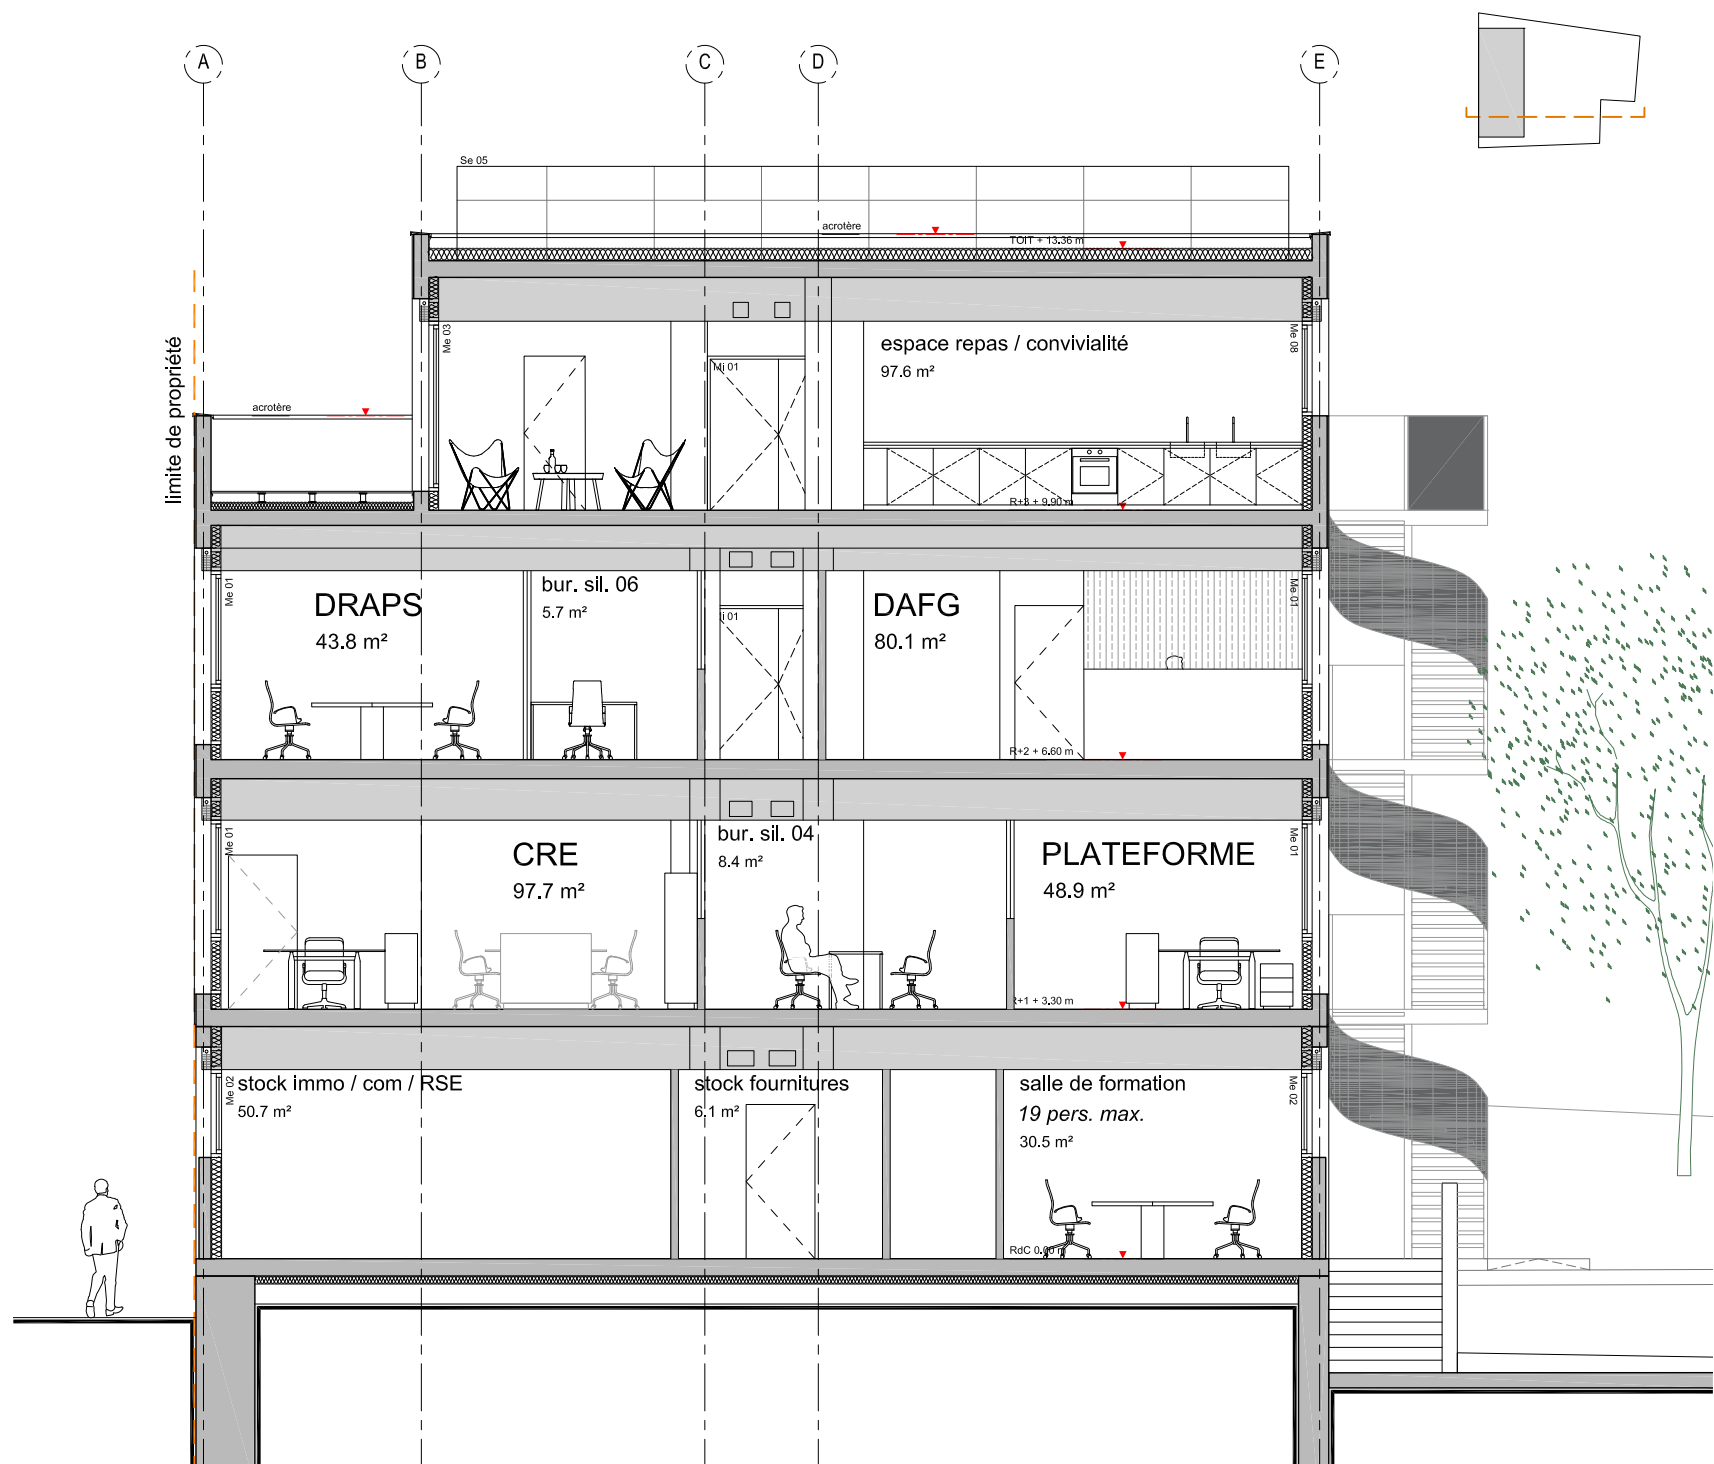 A
B
C
D
E
Se 05
acrotère
TOIT + 13.36 m
limite de propriété
Me 03
Mi 01
espace repas / convivialité
97.6 m²
Me 08
acrotère
R+3 + 9.90 m
Me 01
DRAPS
43.8 m²
bur. sil. 06
5.7 m²
i 01
DAFG
80.1 m²
Me 01
R+2 + 6.60 m
Me 01
CRE
97.7 m²
bur. sil. 04
8.4 m²
PLATEFORME
48.9 m²
Me 01
R+1 + 3.30 m
Me 02
stock immo / com / RSE
50.7 m²
stock fournitures
6.1 m²
salle de formation
19 pers. max.
30.5 m²
Me 02
RdC 0.00 m